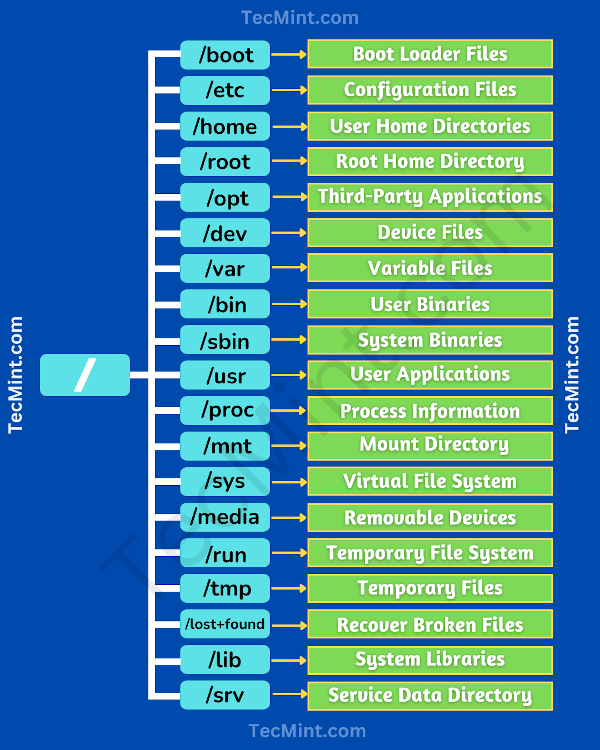 TecMint.com
/boot Boot Loader Files
/etc Configuration Files
/home User Home Directories
/root Root Home Directory
/opt Third-Party Applications
/dev Device Files
/var Variable Files
/bin User Binaries
/sbin System Binaries
/
/usr User Applications
/proc Process Information
/mnt Mount Directory
/sys Virtual File System
/media Removable Devices
/run Temporary File System
/tmp Temporary Files
/lost+found Recover Broken Files
/lib System Libraries
/srv Service Data Directory
TecMint.com
TecMint.com
TecMint.com
TecMint.com